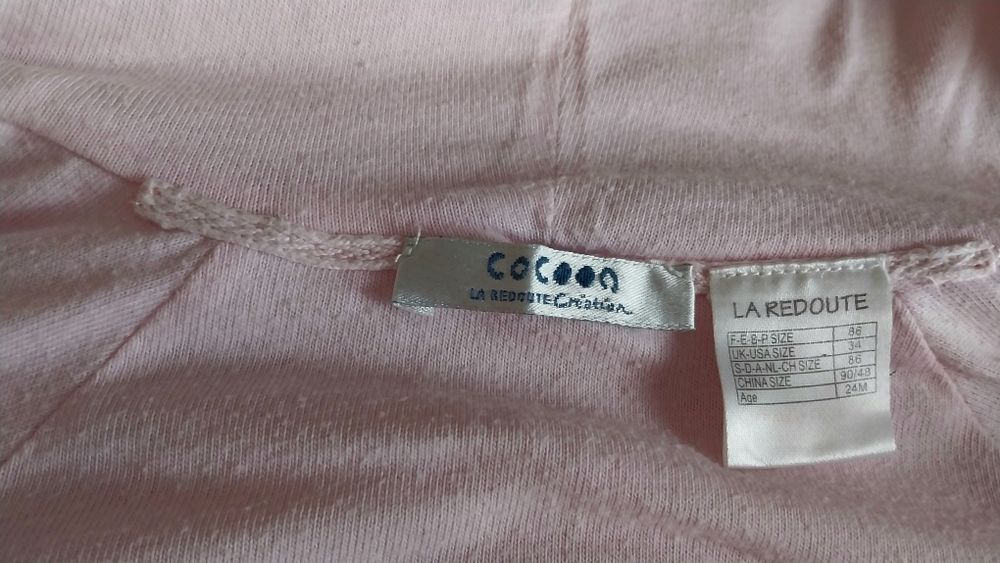 cocoon
LA REDOUTE Création
LA REDOUTE
F-E-B-P SIZE 86
UK-USA SIZE 34
S-D-A-NL-CH SIZE 86
CHINA SIZE 90/48
Age 24M